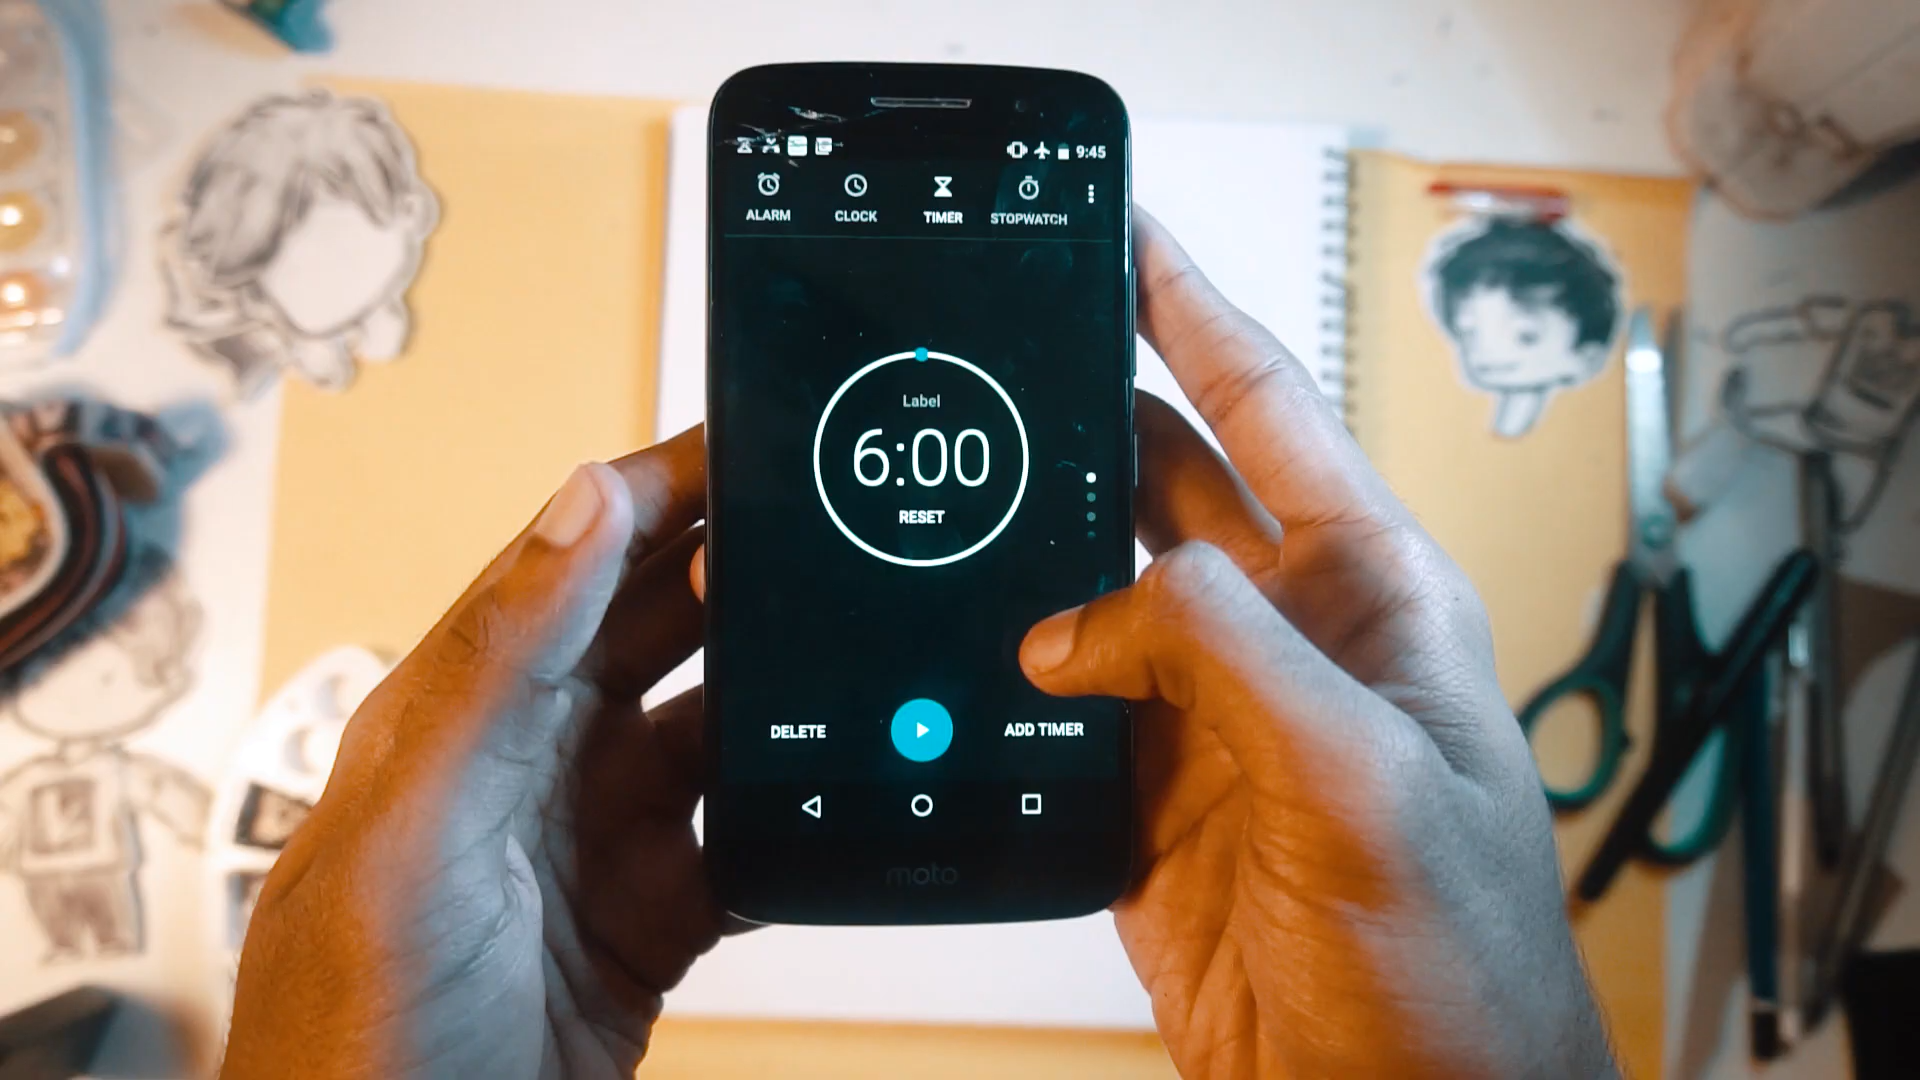 9:45
ALARM CLOCK TIMER STOPWATCH
Label
6:00
RESET
DELETE ADD TIMER
moto